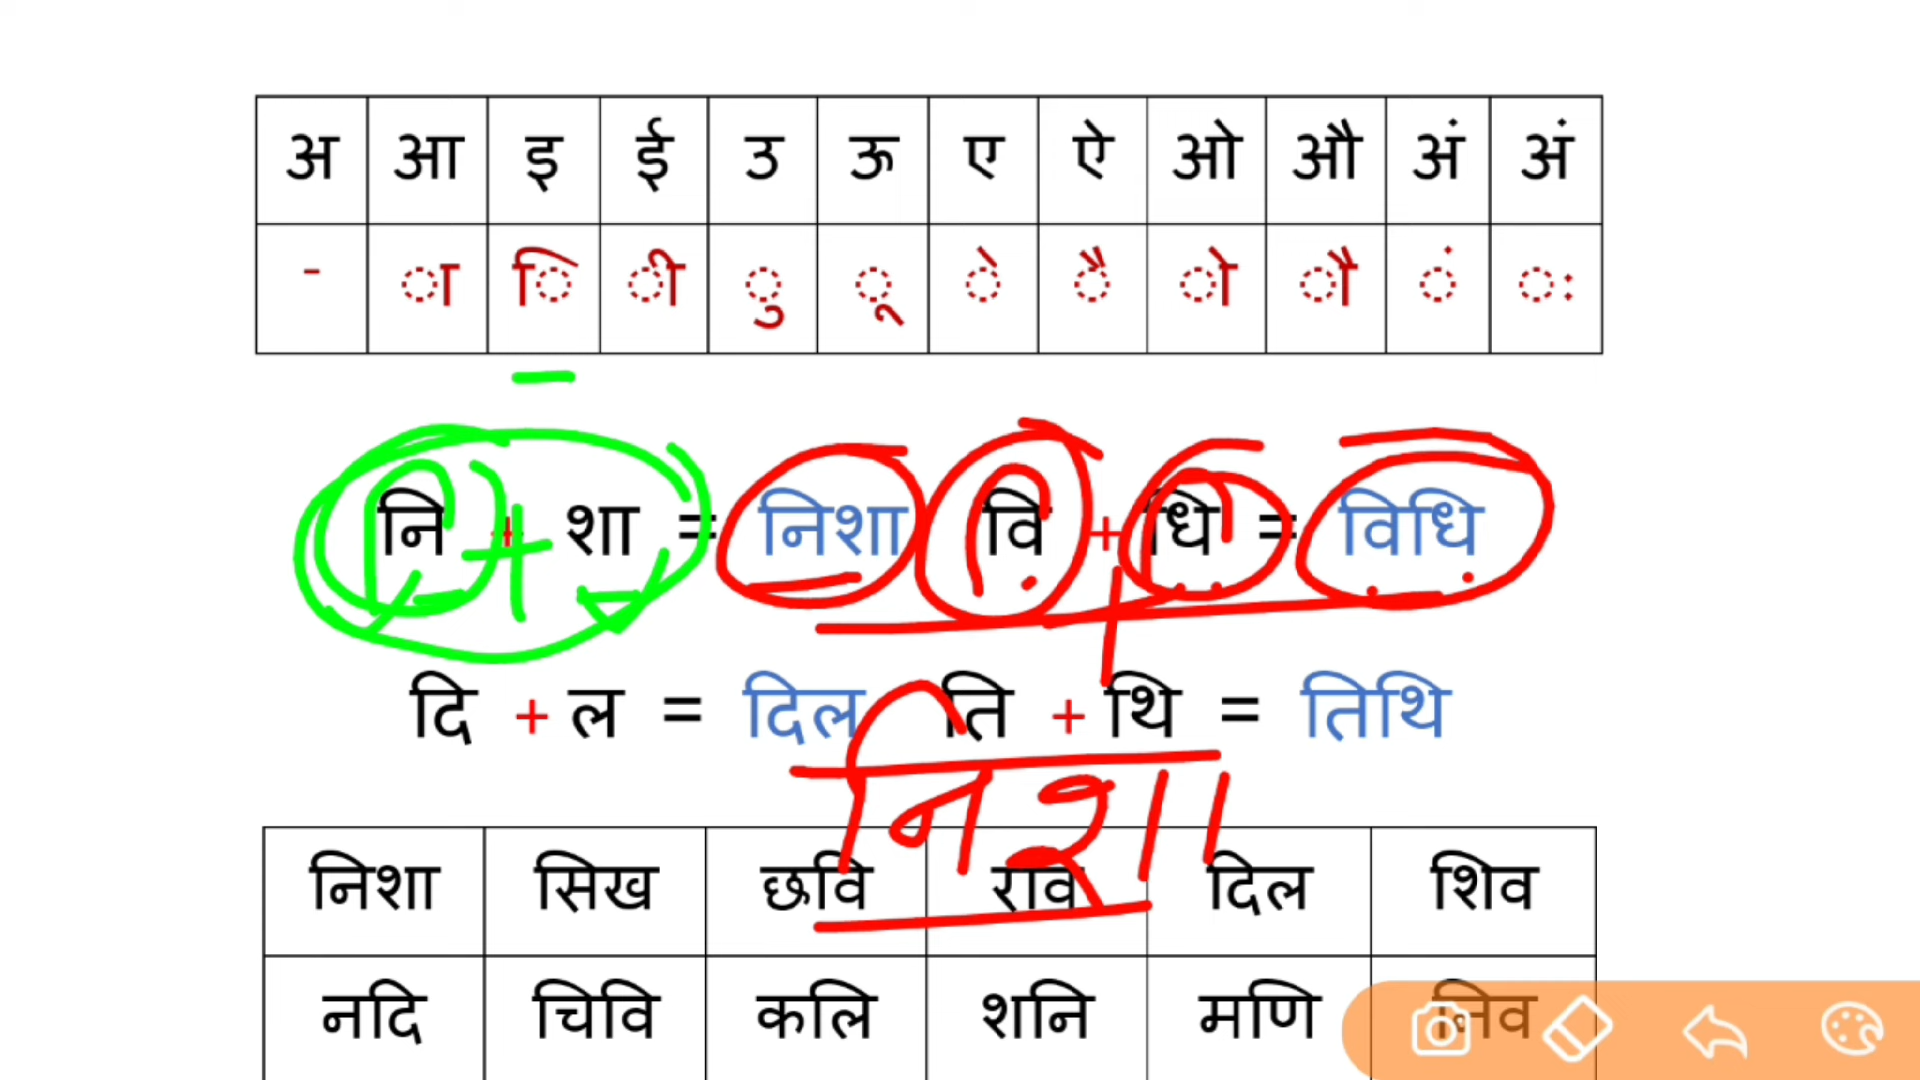 अ आ इ ई उ ऊ ए ऐ ओ औ अं अं
- ा ि ी ु ू े ै ो ौ ं ः
नि + शा = निशा वि + धि = विधि
दि + ल = दिल ति + थि = तिथि
निशा
निशा सिख छवि रवि दिल शिव
नदि चिवि कलि शनि मणि